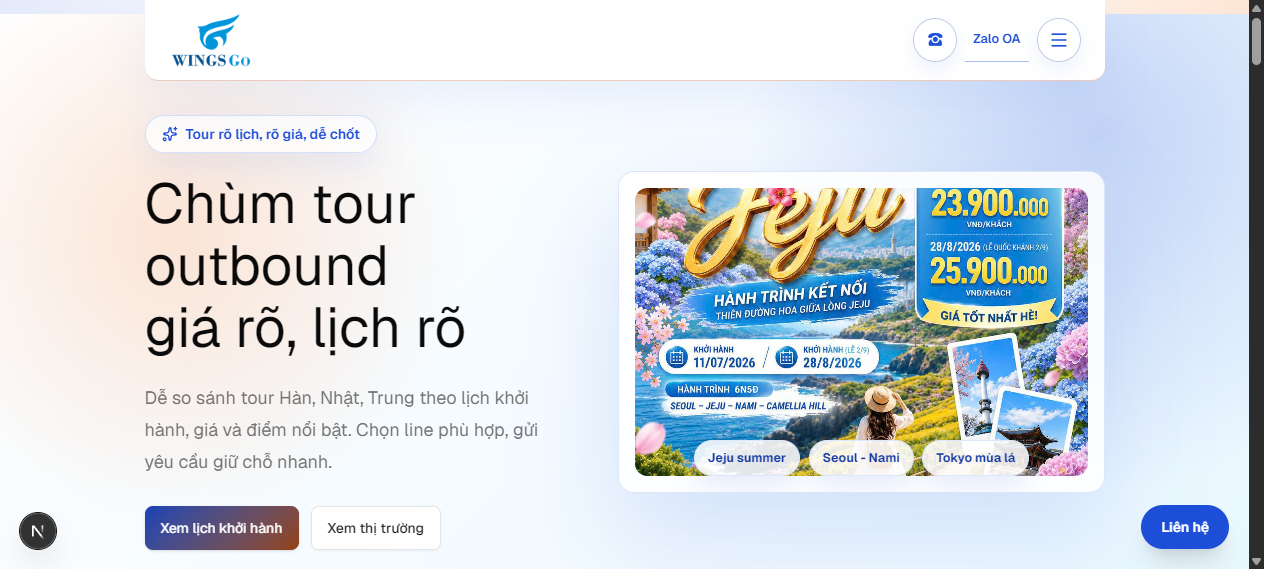 WINGS GO
Zalo OA
Tour rõ lịch, rõ giá, dễ chốt
Chùm tour
outbound
giá rõ, lịch rõ
Dễ so sánh tour Hàn, Nhật, Trung theo lịch khởi
hành, giá và điểm nổi bật. Chọn line phù hợp, gửi
yêu cầu giữ chỗ nhanh.
Xem lịch khởi hành
Xem thị trường
Jeju
23.900.000
VNĐ/KHÁCH
28/8/2026 (LỄ QUỐC KHÁNH 2/9)
25.900.000
VNĐ/KHÁCH
GIÁ TỐT NHẤT HÈ!
HÀNH TRÌNH KẾT NỐI
THIÊN ĐƯỜNG HOA GIỮA LÒNG JEJU
KHỞI HÀNH
11/07/2026
KHỞI HÀNH (LỄ 2/9)
28/8/2026
HÀNH TRÌNH 6N5Đ
SEOUL – JEJU – NAMI – CAMELLIA HILL
Jeju summer
Seoul - Nami
Tokyo mùa lá
N
Liên hệ